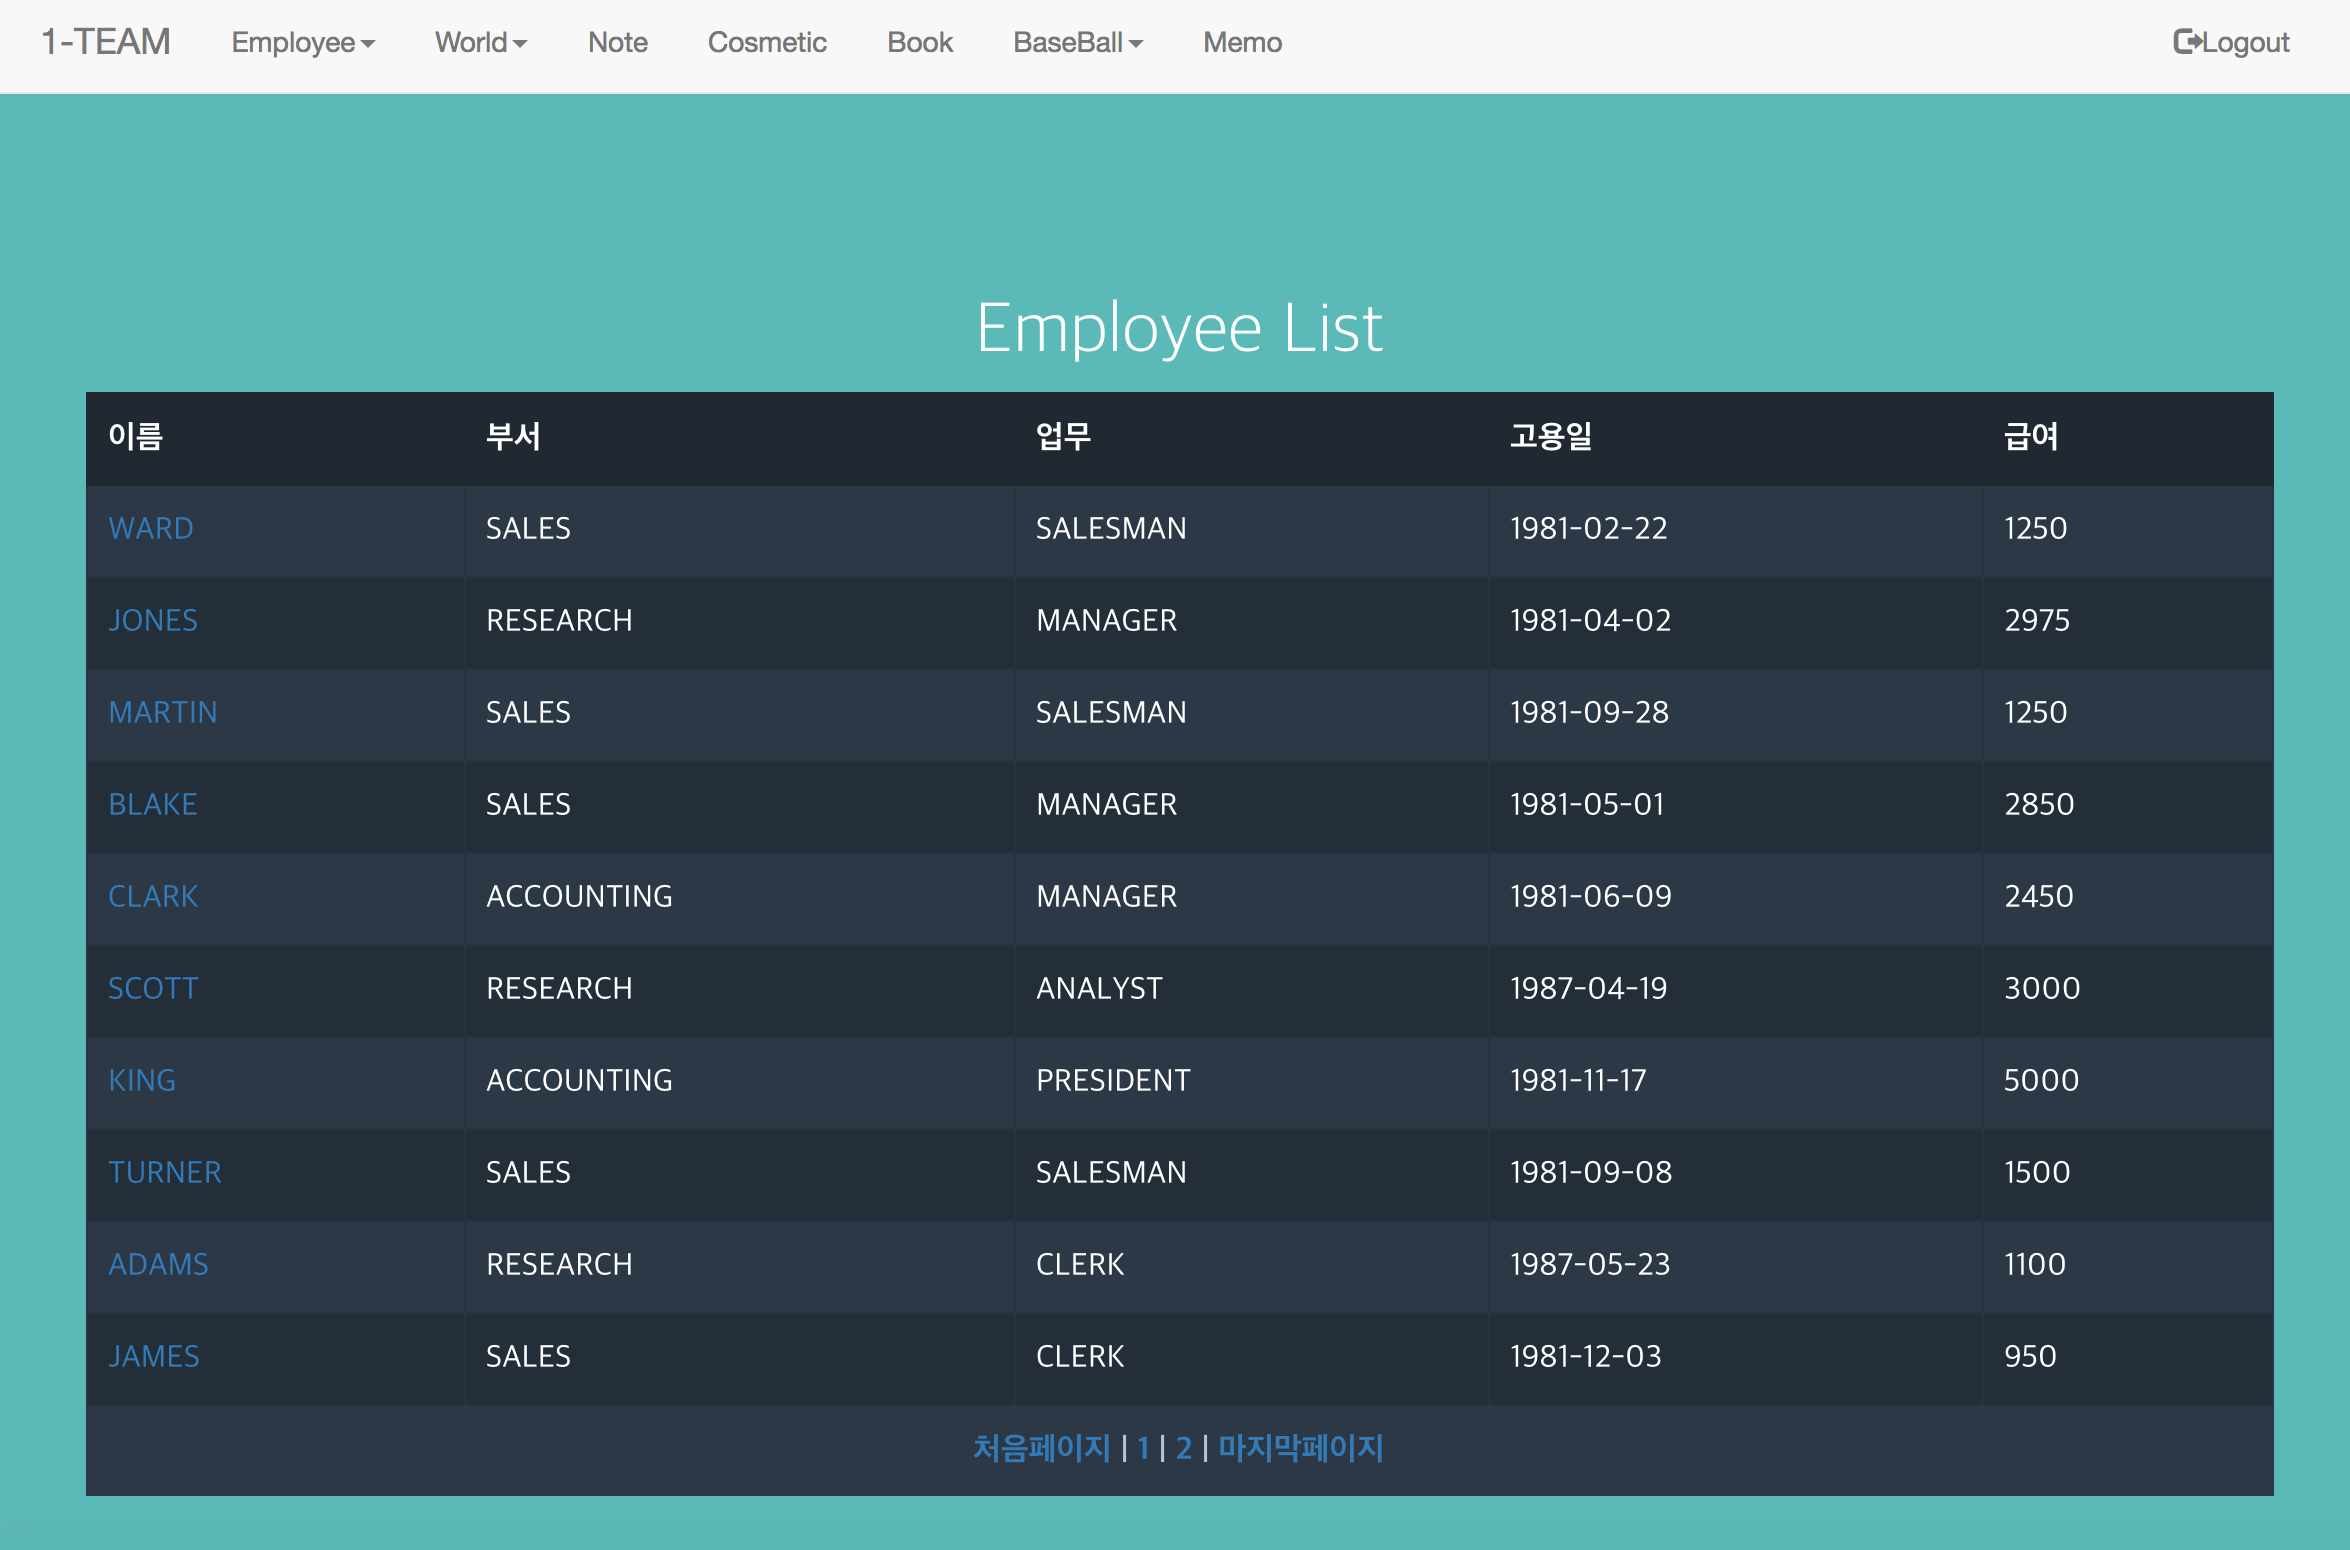 1-TEAM Employee World Note Cosmetic Book BaseBall Memo Logout
Employee List
이름 부서 업무 고용일 급여
WARD SALES SALESMAN 1981-02-22 1250
JONES RESEARCH MANAGER 1981-04-02 2975
MARTIN SALES SALESMAN 1981-09-28 1250
BLAKE SALES MANAGER 1981-05-01 2850
CLARK ACCOUNTING MANAGER 1981-06-09 2450
SCOTT RESEARCH ANALYST 1987-04-19 3000
KING ACCOUNTING PRESIDENT 1981-11-17 5000
TURNER SALES SALESMAN 1981-09-08 1500
ADAMS RESEARCH CLERK 1987-05-23 1100
JAMES SALES CLERK 1981-12-03 950
처음페이지 | 1 | 2 | 마지막페이지